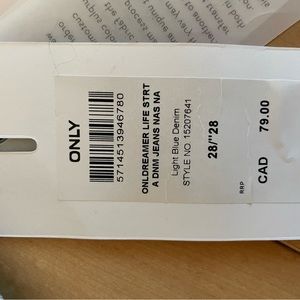 ONLY
5714513946780
ONLDREAMER LIFE STRT
A DNM JEANS NAS NA
Light Blue Denim
STYLE NO. 15207641
28/"28
RRP
CAD 79.00